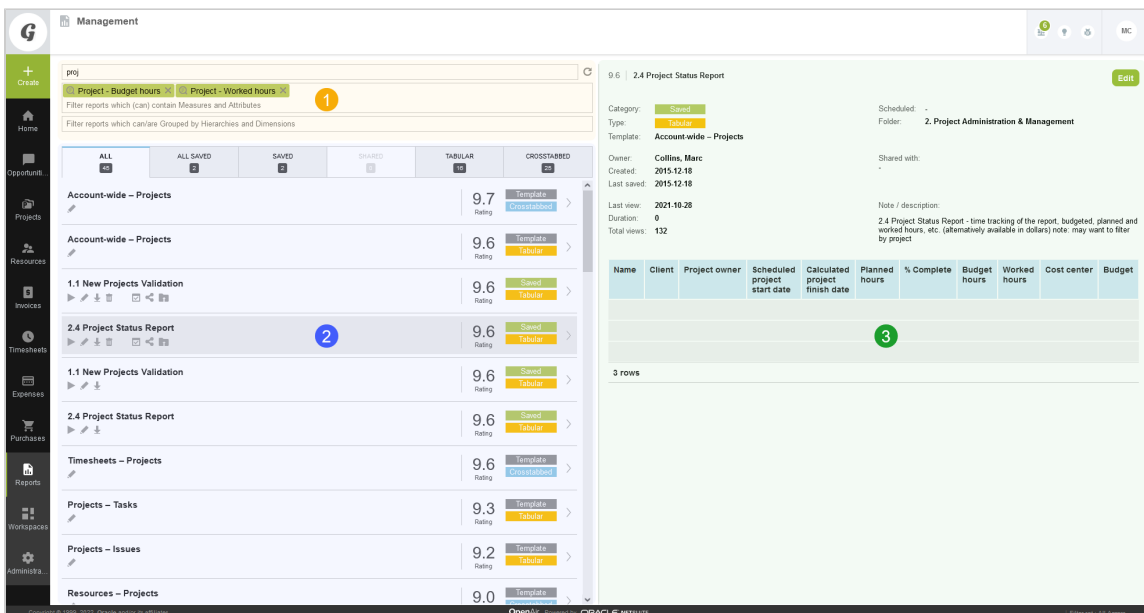 G
Management
5
MC
Create
Home
Opportuniti...
Projects
Resources
Invoices
Timesheets
Expenses
Purchases
Reports
Workspaces
Administra...
proj
Project - Budget hours
Project - Worked hours
Filter reports which (can) contain Measures and Attributes
Filter reports which can/are Grouped by Hierarchies and Dimensions
1
ALL
ALL SAVED
SAVED
SHARED
TABULAR
CROSSTABBED
2
2
Account-wide – Projects
9.7
Rating
Template
Crosstabbed
Account-wide – Projects
9.6
Rating
Template
Tabular
1.1 New Projects Validation
9.6
Rating
Saved
Tabular
2.4 Project Status Report
2
9.6
Rating
Saved
Tabular
1.1 New Projects Validation
9.6
Rating
Saved
Tabular
2.4 Project Status Report
9.6
Rating
Saved
Tabular
Timesheets – Projects
9.6
Rating
Template
Crosstabbed
Projects – Tasks
9.3
Rating
Template
Tabular
Projects – Issues
9.2
Rating
Template
Tabular
Resources – Projects
9.0
Template
9.6 2.4 Project Status Report
Edit
Category: Saved
Type: Tabular
Template: Account-wide – Projects
Scheduled: -
Folder: 2. Project Administration & Management
Owner: Collins, Marc
Created: 2015-12-18
Last saved: 2015-12-18
Shared with:
-
Last view: 2021-10-28
Duration: 0
Total views: 132
Note / description:
2.4 Project Status Report - time tracking of the report, budgeted, planned and
worked hours, etc. (alternatively available in dollars) note: may want to filter
by project
Name Client Project owner Scheduled project start date Calculated project finish date Planned hours % Complete Budget hours Worked hours Cost center Budget
3
3 rows
OpenAir
ORACLE NETSUITE